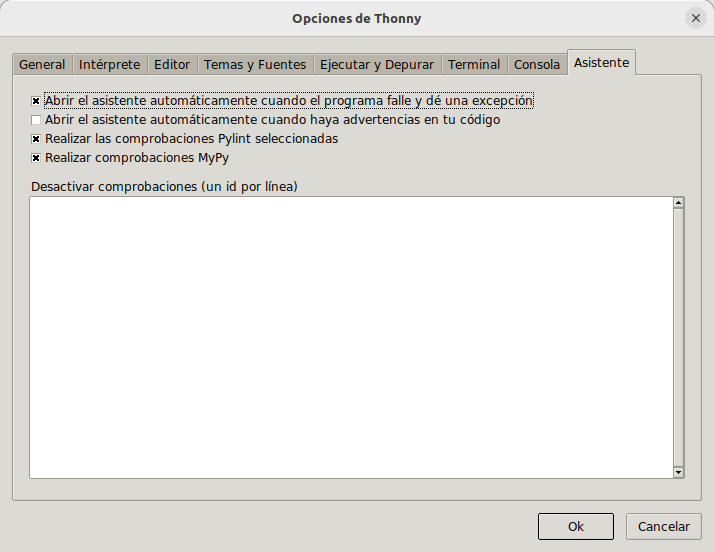 Opciones de Thonny
General Intérprete Editor Temas y Fuentes Ejecutar y Depurar Terminal Consola Asistente
Abrir el asistente automáticamente cuando el programa falle y dé una excepción
Abrir el asistente automáticamente cuando haya advertencias en tu código
Realizar las comprobaciones Pylint seleccionadas
Realizar comprobaciones MyPy
Desactivar comprobaciones (un id por línea)
Ok Cancelar